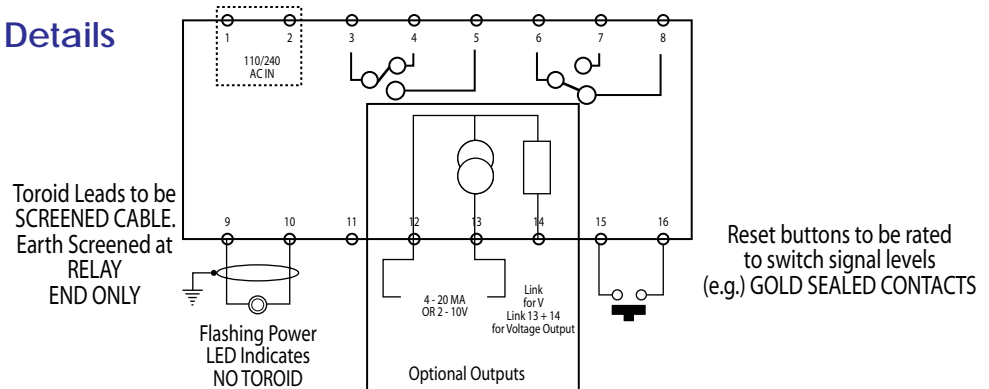 Details
1 2 3 4 5 6 7 8
110/240
AC IN
Toroid Leads to be
SCREENED CABLE.
Earth Screened at
RELAY
END ONLY
9 10 11 12 13 14 15 16
Reset buttons to be rated
to switch signal levels
(e.g.) GOLD SEALED CONTACTS
4 - 20 MA
OR 2 - 10V
Link
for V
Link 13 + 14
for Voltage Output
Flashing Power
LED Indicates
NO TOROID
Optional Outputs